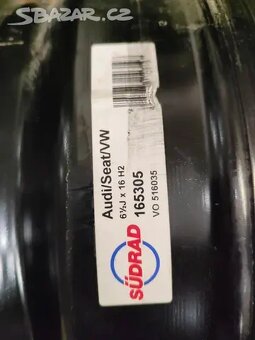 SBAZAR.CZ
Audi/Seat/VW
6½J x 16 H2
SÜDRAD
165305
VO 516035